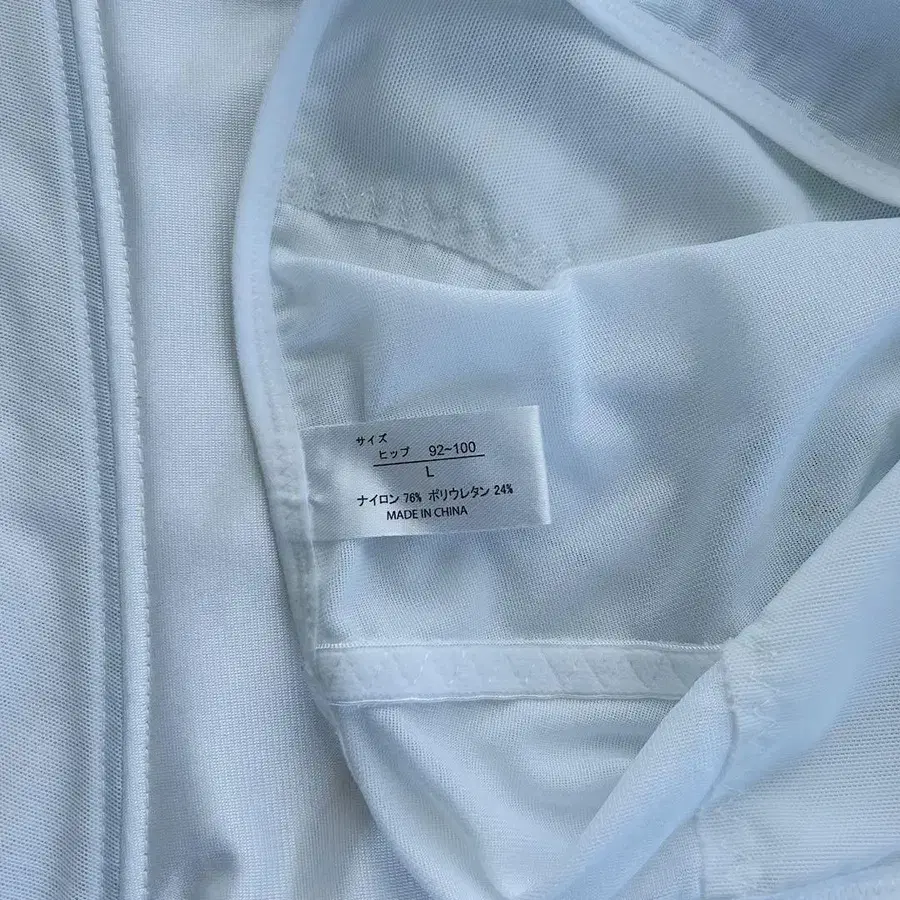 サイズ
ヒップ 92~100
L
ナイロン 76% ポリウレタン 24%
MADE IN CHINA